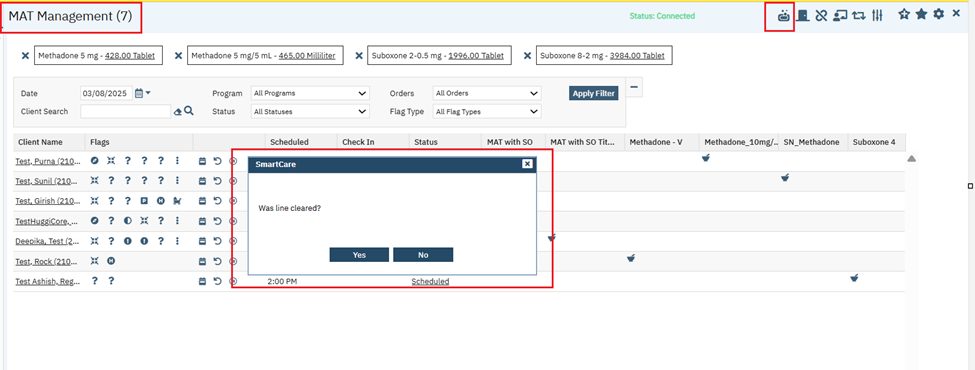 MAT Management (7)
Status: Connected
Methadone 5 mg - 428.00 Tablet
Methadone 5 mg/5 mL - 465.00 Milliliter
Suboxone 2-0.5 mg - 1996.00 Tablet
Suboxone 8-2 mg - 3984.00 Tablet
Date 03/08/2025 Program All Programs Orders All Orders Apply Filter
Client Search Status All Statuses Flag Type All Flag Types
Client Name Flags Scheduled Check In Status MAT with SO MAT with SO Tit... Methadone - V Methadone_10mg/... SN_Methadone Suboxone 4
Test, Purna (210...
Test, Sunil (210...
Test, Girish (210...
TestHuggiCore, ...
Deepika, Test (2...
Test, Rock (210...
Test Ashish, Reg... 2:00 PM Scheduled
SmartCare
Was line cleared?
Yes No